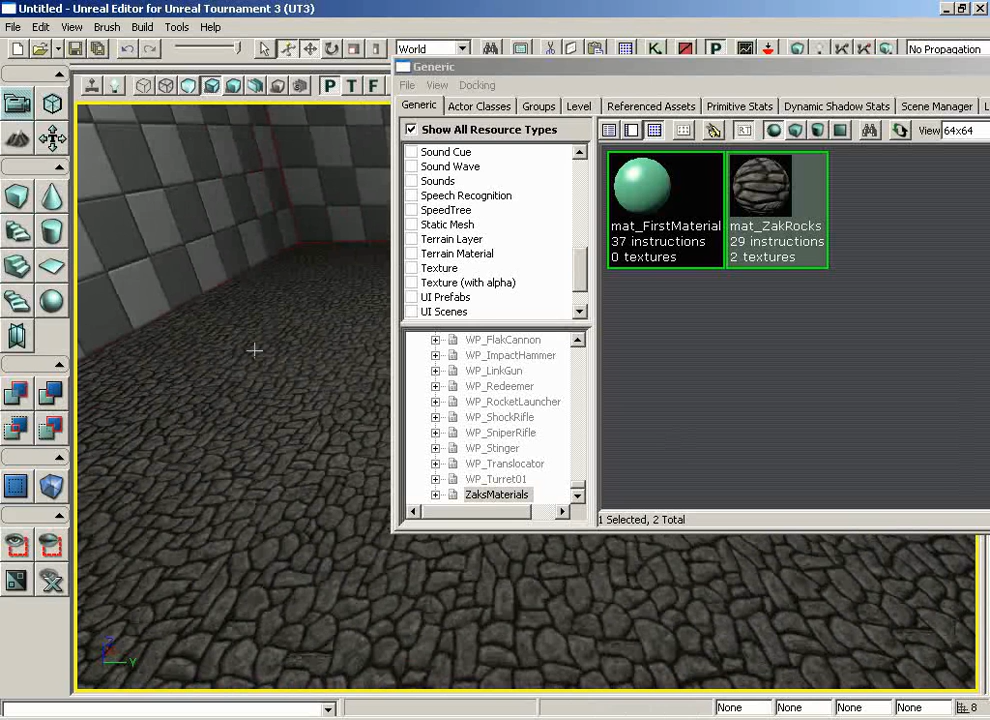 Untitled - Unreal Editor for Unreal Tournament 3 (UT3)
File Edit View Brush Build Tools Help
World
No Propagation
Generic
File View Docking
Generic Actor Classes Groups Level Referenced Assets Primitive Stats Dynamic Shadow Stats Scene Manager L
Show All Resource Types
View 64x64
Sound Cue
Sound Wave
Sounds
Speech Recognition
SpeedTree
Static Mesh
Terrain Layer
Terrain Material
Texture
Texture (with alpha)
UI Prefabs
UI Scenes
mat_FirstMaterial
37 instructions
0 textures
mat_ZakRocks
29 instructions
2 textures
WP_FlakCannon
WP_ImpactHammer
WP_LinkGun
WP_Redeemer
WP_RocketLauncher
WP_ShockRifle
WP_SniperRifle
WP_Stinger
WP_Translocator
WP_Turret01
ZaksMaterials
1 Selected, 2 Total
P T F
K P
Y
None None None None 8